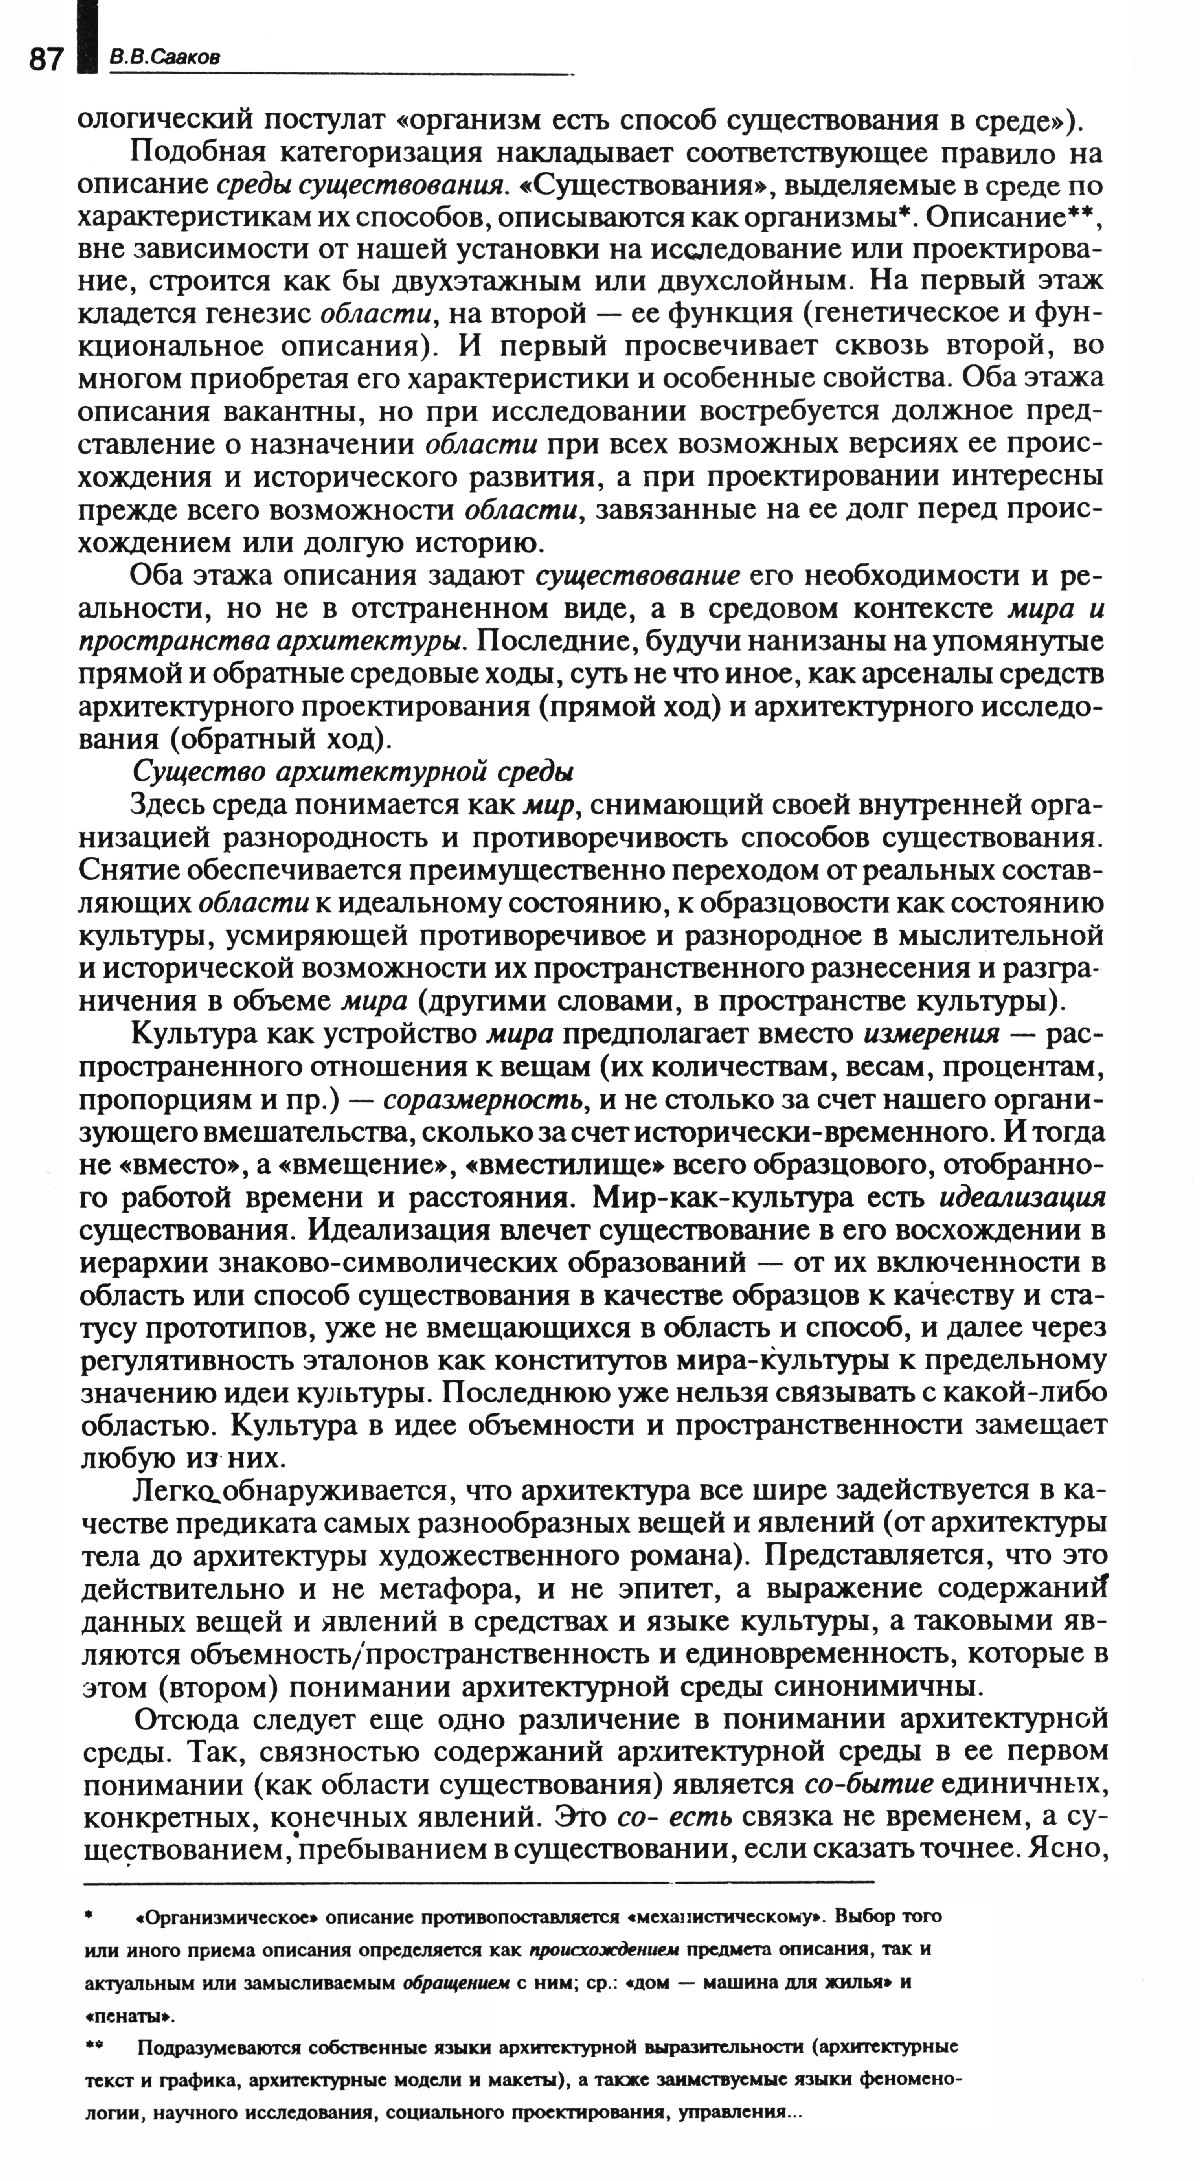 87 В.В.Сааков
ологический постулат «организм есть способ существования в среде»).
Подобная категоризация накладывает соответствующее правило на
описание среды существования. «Существования», выделяемые в среде по
характеристикам их способов, описываются как организмы*. Описание**,
вне зависимости от нашей установки на исследование или проектирова-
ние, строится как бы двухэтажным или двухслойным. На первый этаж
кладется генезис области, на второй — ее функция (генетическое и фун-
кциональное описания). И первый просвечивает сквозь второй, во
многом приобретая его характеристики и особенные свойства. Оба этажа
описания вакантны, но при исследовании востребуется должное пред-
ставление о назначении области при всех возможных версиях ее проис-
хождения и исторического развития, а при проектировании интересны
прежде всего возможности области, завязанные на ее долг перед проис-
хождением или долгую историю.
Оба этажа описания задают существование его необходимости и ре-
альности, но не в отстраненном виде, а в средовом контексте мира и
пространства архитектуры. Последние, будучи нанизаны на упомянутые
прямой и обратные средовые ходы, суть не что иное, как арсеналы средств
архитектурного проектирования (прямой ход) и архитектурного исследо-
вания (обратный ход).
Существо архитектурной среды
Здесь среда понимается как мир, снимающий своей внутренней орга-
низацией разнородность и противоречивость способов существования.
Снятие обеспечивается преимущественно переходом от реальных состав-
ляющих области к идеальному состоянию, к образцовости как состоянию
культуры, усмиряющей противоречивое и разнородное в мыслительной
и исторической возможности их пространственного разнесения и разгра-
ничения в объеме мира (другими словами, в пространстве культуры).
Культура как устройство мира предполагает вместо измерения — рас-
пространенного отношения к вещам (их количествам, весам, процентам,
пропорциям и пр.) — соразмерность, и не столько за счет нашего органи-
зующего вмешательства, сколько за счет исторически-временного. И тогда
не «вместо», а «вмещение», «вместилище» всего образцового, отобранно-
го работой времени и расстояния. Мир-как-культура есть идеализация
существования. Идеализация влечет существование в его восхождении в
иерархии знаково-символических образований — от их включенности в
область или способ существования в качестве образцов к качеству и ста-
тусу прототипов, уже не вмещающихся в область и способ, и далее через
регулятивность эталонов как конститутов мира-культуры к предельному
значению идеи культуры. Последнюю уже нельзя связывать с какой-либо
областью. Культура в идее объемности и пространственности замещает
любую из них.
Легко обнаруживается, что архитектура все шире задействуется в ка-
честве предиката самых разнообразных вещей и явлений (от архитектуры
тела до архитектуры художественного романа). Представляется, что это
действительно и не метафора, и не эпитет, а выражение содержаний
данных вещей и явлений в средствах и языке культуры, а таковыми яв-
ляются объемность/пространственность и единовременность, которые в
этом (втором) понимании архитектурной среды синонимичны.
Отсюда следует еще одно различение в понимании архитектурной
среды. Так, связностью содержаний архитектурной среды в ее первом
понимании (как области существования) является со-бытие единичных,
конкретных, конечных явлений. Это со- есть связка не временем, а су-
ществованием, пребыванием в существовании, если сказать точнее. Ясно,
* «Организмическое» описание противопоставляется «механистическому». Выбор того
или иного приема описания определяется как происхождением предмета описания, так и
актуальным или замысливаемым обращением с ним; ср.: «дом — машина для жилья» и
«пенаты».
** Подразумеваются собственные языки архитектурной выразительности (архитектурные
текст и графика, архитектурные модели и макеты), а также заимствуемые языки феномено-
логии, научного исследования, социального проектирования, управления...